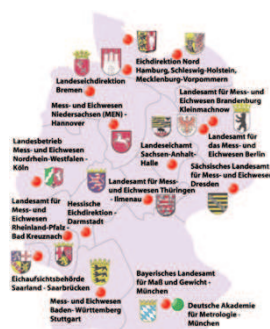 Landeseichdirektion
Bremen
Eichdirektion Nord
Hamburg, Schleswig-Holstein,
Mecklenburg-Vorpommern
Mess- und Eichwesen
Niedersachsen (MEN) -
Hannover
Landesamt für Mess- und
Eichwesen Brandenburg
Kleinmachnow
Landesbetrieb
Mess- und Eichwesen
Nordrhein-Westfalen -
Köln
Landeseichamt
Sachsen-Anhalt-
Halle
Landesamt für
das Mess- und
Eichwesen Berlin
Landesamt für Mess-
und Eichwesen Thüringen
- Ilmenau
Sächsisches Landesamt
für Mess- und Eichwesen
Dresden
Landesamt für
Mess- und
Eichwesen
Rheinland-Pfalz -
Bad Kreuznach
Hessische
Eichdirektion -
Darmstadt
Eichaufsichtsbehörde
Saarland - Saarbrücken
Mess- und Eichwesen
Baden- Württemberg
Stuttgart
Bayerisches Landesamt
für Maß und Gewicht -
München
Deutsche Akademie
für Metrologie -
München